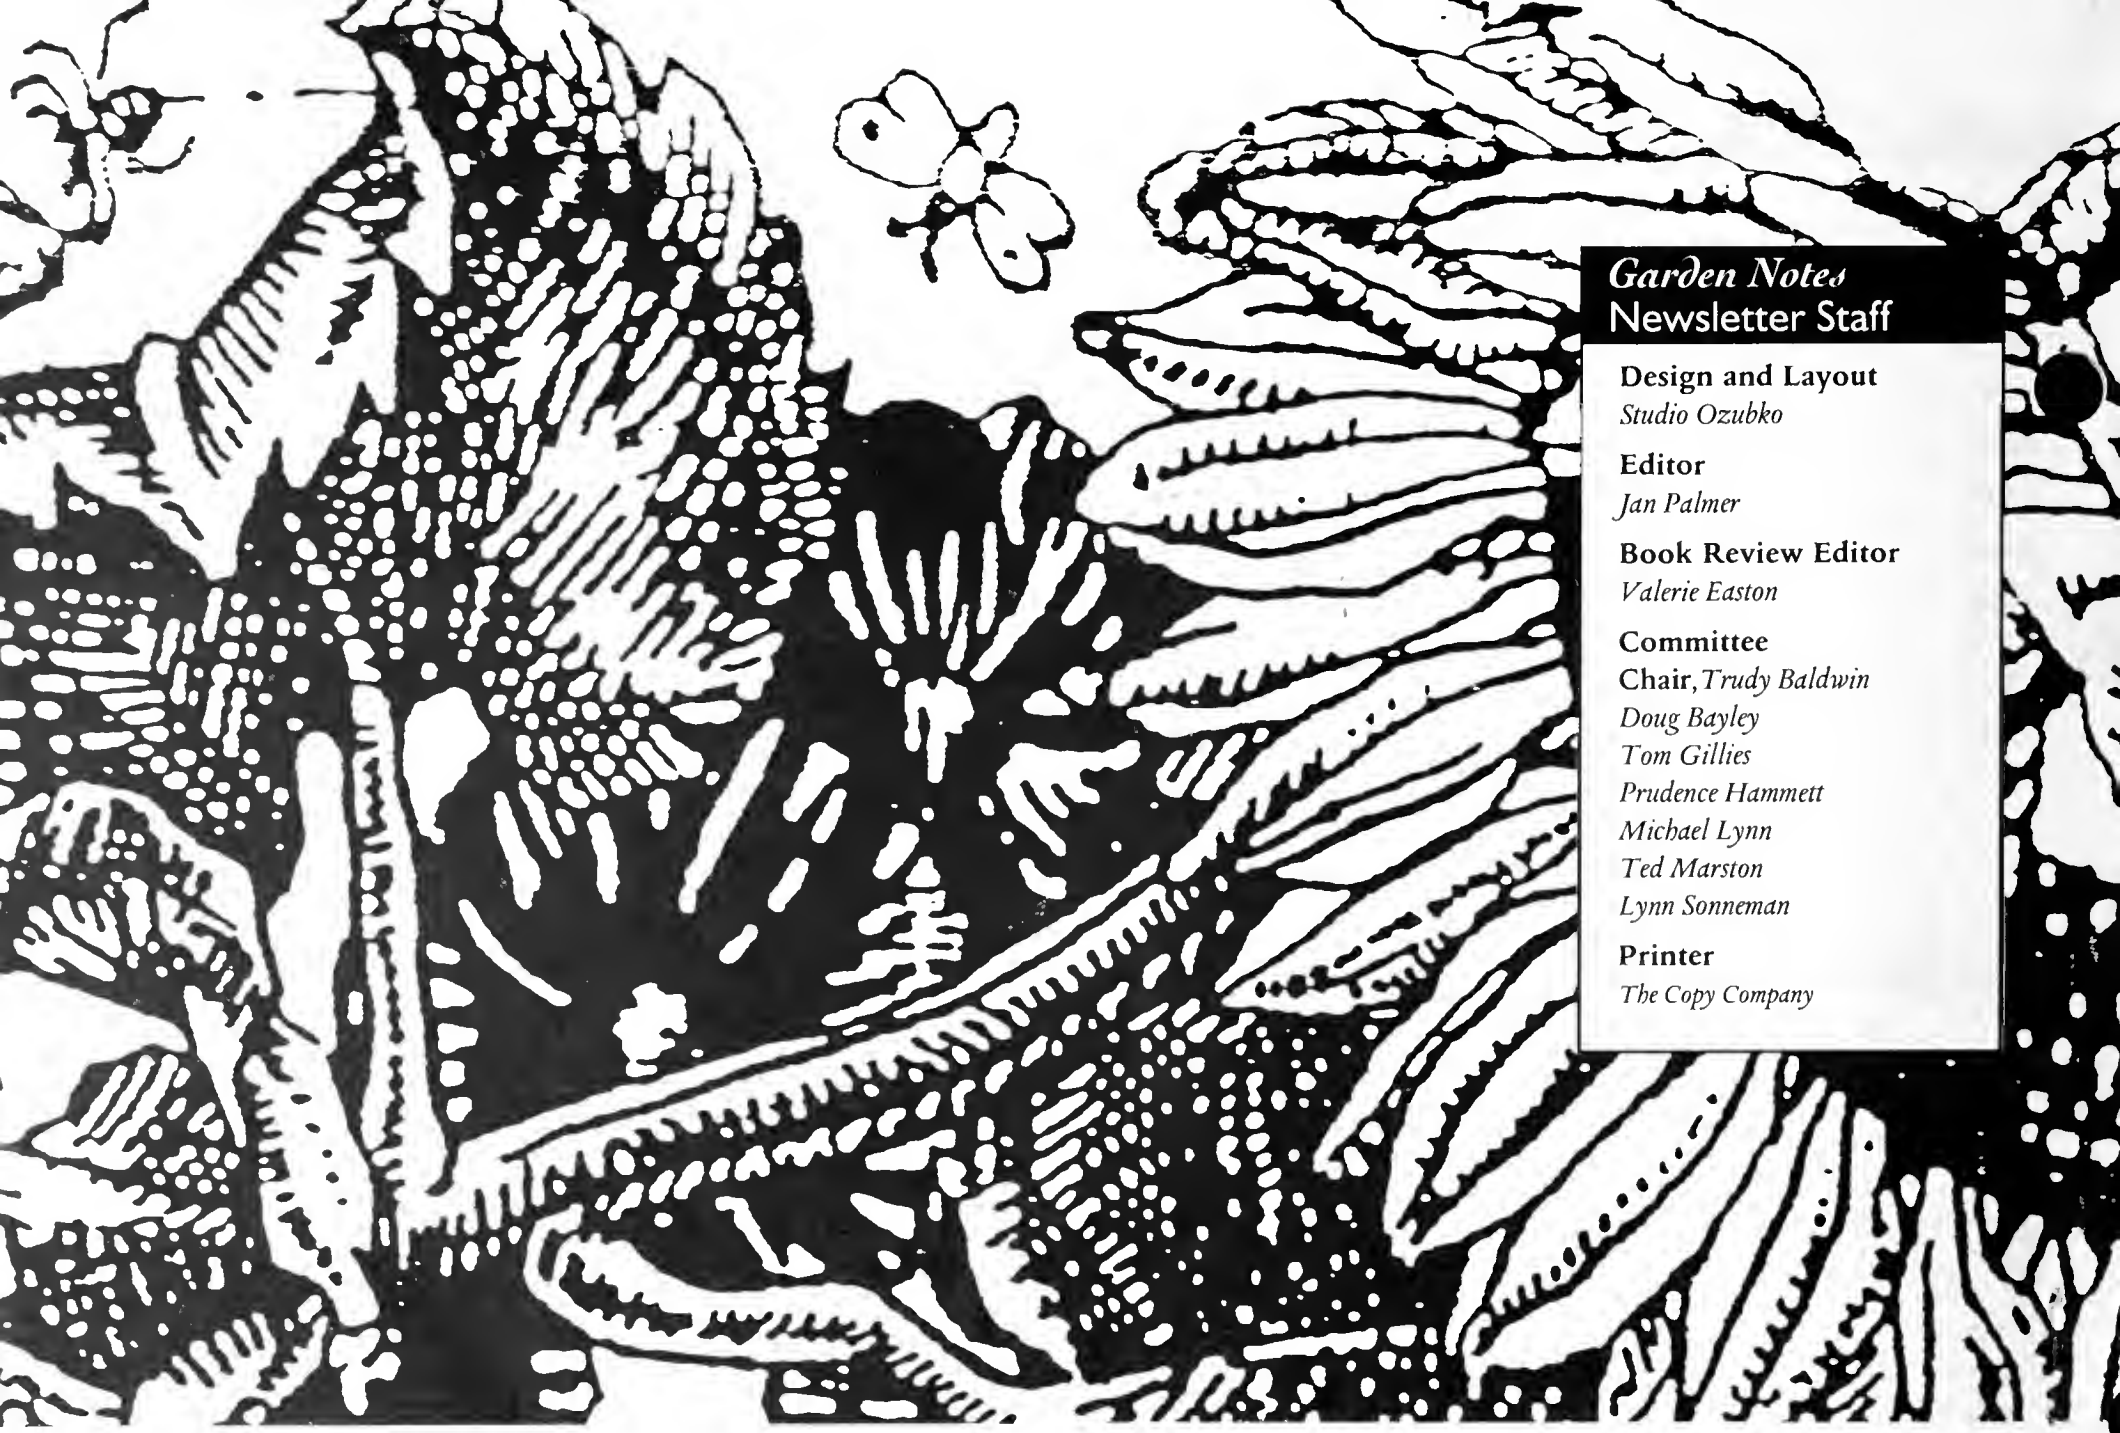 Garden Notes
Newsletter Staff
Design and Layout
Studio Ozubko
Editor
Jan Palmer
Book Review Editor
Valerie Easton
Committee
Chair, Trudy Baldwin
Doug Bayley
Tom Gillies
Prudence Hammett
Michael Lynn
Ted Marston
Lynn Sonneman
Printer
The Copy Company